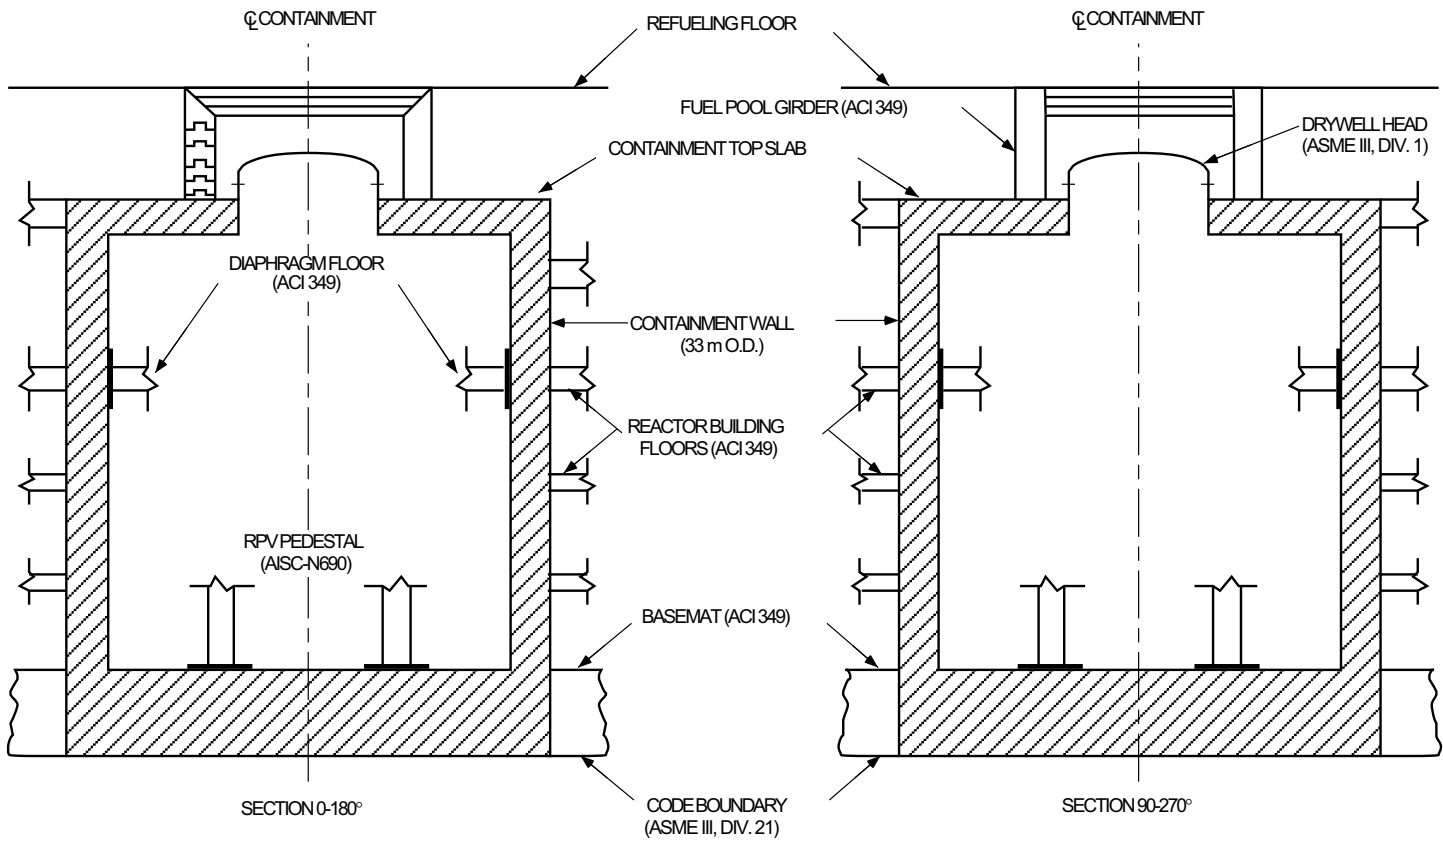 ℄ CONTAINMENT
REFUELING FLOOR
℄ CONTAINMENT
FUEL POOL GIRDER (ACI 349)
DRYWELL HEAD
(ASME III, DIV. 1)
CONTAINMENT TOP SLAB
DIAPHRAGM FLOOR
(ACI 349)
CONTAINMENT WALL
(33 m O.D.)
REACTOR BUILDING
FLOORS (ACI 349)
RPV PEDESTAL
(AISC-N690)
BASEMAT (ACI 349)
SECTION 0-180°
CODE BOUNDARY
(ASME III, DIV. 21)
SECTION 90-270°